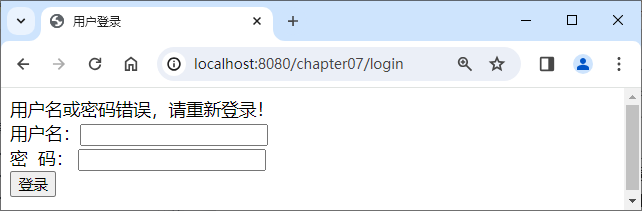 用户登录
localhost:8080/chapter07/login
用户名或密码错误，请重新登录！
用户名：
密  码：
登录